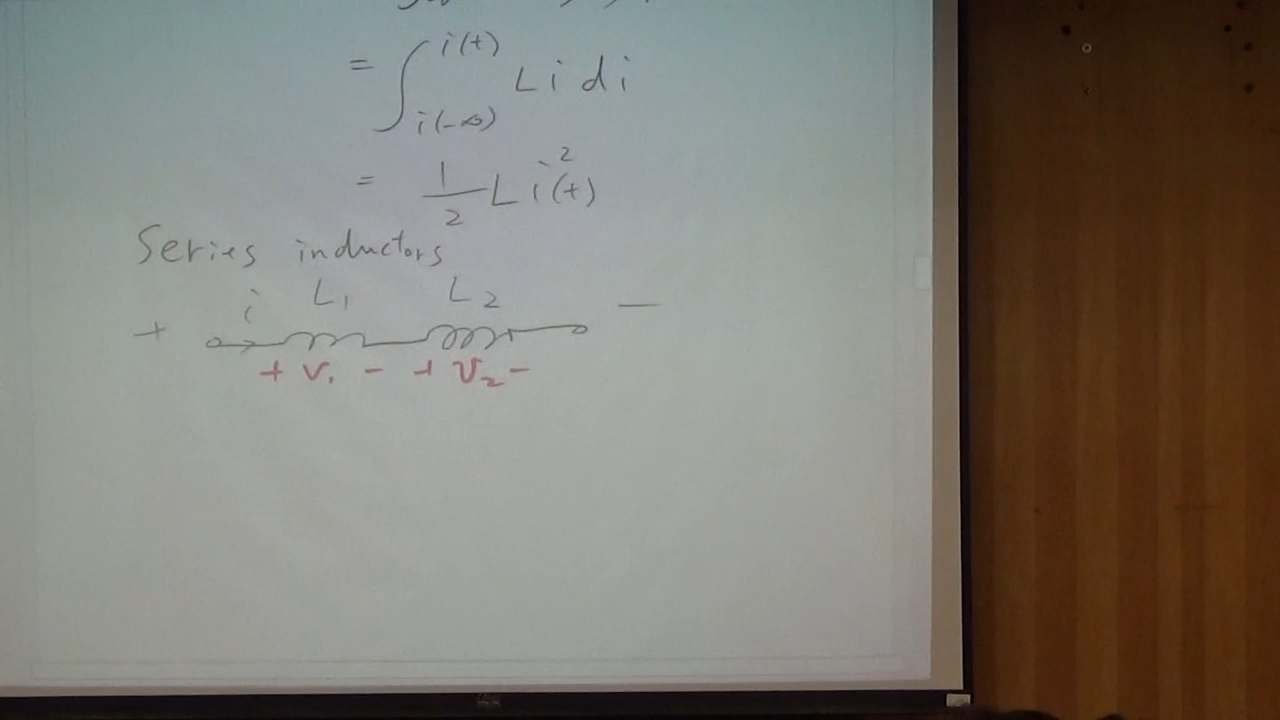 = ∫ i(t) i(-∞) L i di
= 1/2 L i²(t)
Series inductors
i L₁ L₂
+ −
+ v₁ - + v₂ -